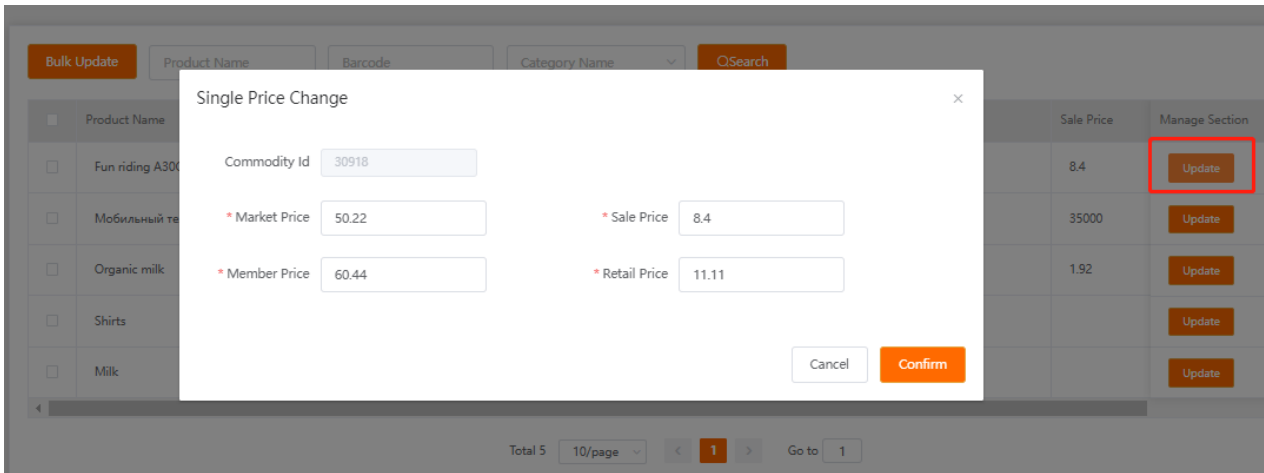 Bulk Update Product Name Barcode Category Name Search
Single Price Change
Product Name Sale Price Manage Section
Commodity Id 30918
Fun riding A300 8.4 Update
* Market Price 50.22 * Sale Price 8.4
Мобильный те 35000 Update
Organic milk 1.92 Update
* Member Price 60.44 * Retail Price 11.11
Shirts Update
Cancel Confirm
Milk Update
Total 5 10/page < 1 > Go to 1